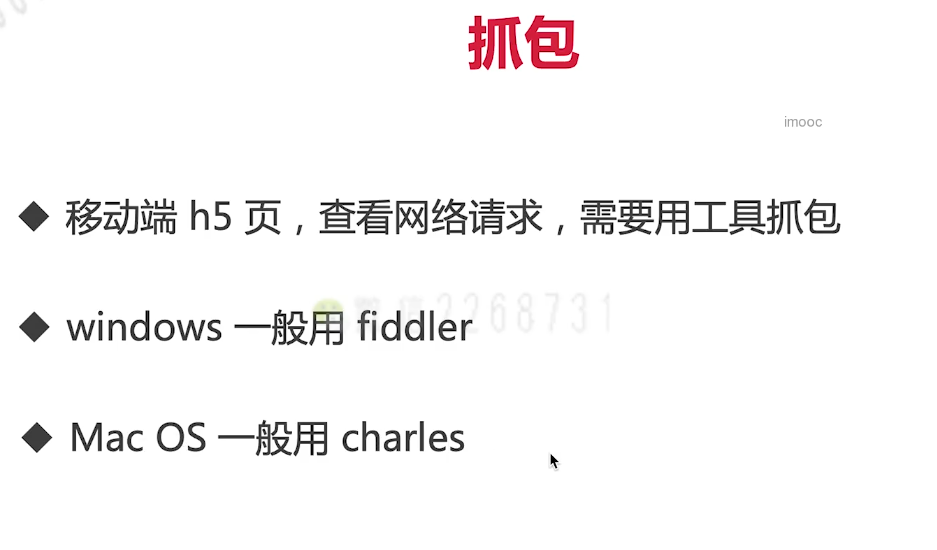 抓包
imooc
◆ 移动端 h5 页，查看网络请求，需要用工具抓包
◆ windows 一般用 fiddler
2268731
◆ Mac OS 一般用 charles